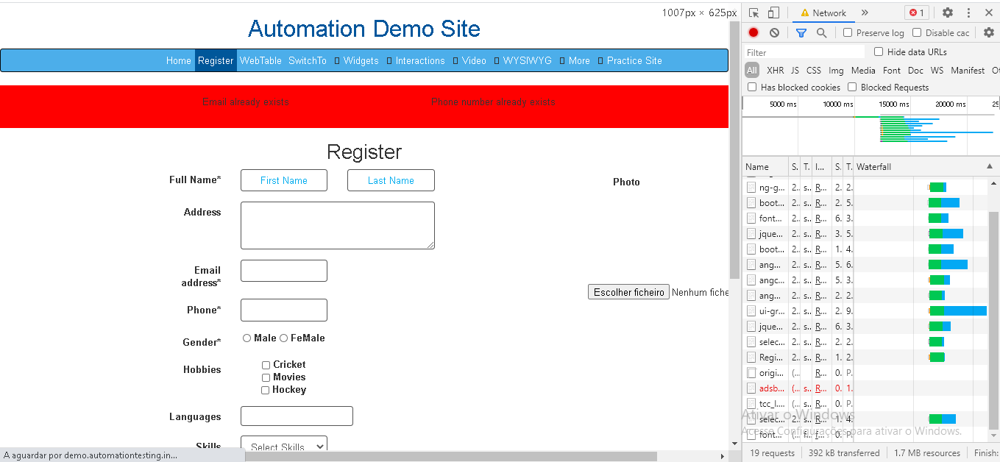 1007px × 625px
Automation Demo Site
Home Register WebTable SwitchTo Widgets Interactions Video WYSIWYG More Practice Site
Email already exists Phone number already exists
Register
Full Name* First Name Last Name Photo
Address
Email
address*
Escolher ficheiro Nenhum fiche
Phone*
Gender* Male FeMale
Hobbies Cricket
Movies
Hockey
Languages
Skills Select Skills
A aguardar por demo.automationtesting.in...
Network » 1
Preserve log Disable cac
Filter Hide data URLs
All XHR JS CSS Img Media Font Doc WS Manifest Ot
Has blocked cookies Blocked Requests
5000 ms 10000 ms 15000 ms 20000 ms 25
Name S. T. I... S. T. Waterfall
ng-g... 2.. s.. R... 2. 2.
boot... 2.. s.. R... 2. 5.
font... 2.. s.. R... 6. 3.
jque... 2.. s.. R... 3. 5.
boot... 2.. s.. R... 1. 4.
ang... 2.. s.. R... 5. 6.
angc... 2.. s.. R... 5. 3.
ang... 2.. s.. R... 2. 2.
ui-gr... 2.. s.. R... 2. 9.
jque... 2.. s.. R... 6. 3.
selec... 2.. s.. R... 2. 2.
Regi... 2.. s.. R... 1. 2.
origi... (... R... 0. P.
adsb... (... s.. R... 0. 1.
tcc_l.... (... s.. R... 0. P.
selec... 2.. s.. R... 1. 4.
font... (... f.. R... 0. P.
Ativar o Windows
Acesse Configurações para ativar o Windows.
19 requests 392 kB transferred 1.7 MB resources Finish: